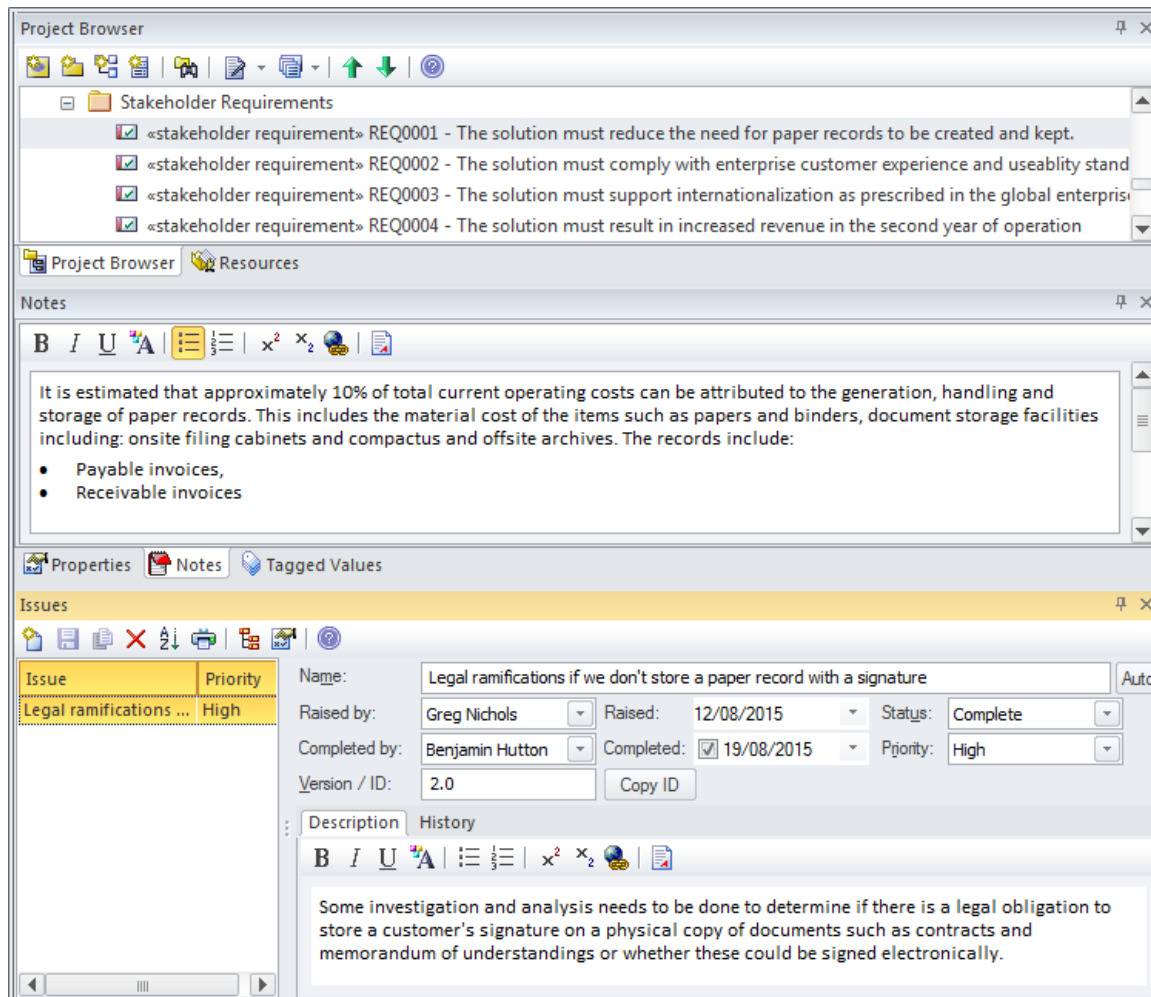 Project Browser
Stakeholder Requirements
«stakeholder requirement» REQ0001 - The solution must reduce the need for paper records to be created and kept.
«stakeholder requirement» REQ0002 - The solution must comply with enterprise customer experience and useablity stand
«stakeholder requirement» REQ0003 - The solution must support internationalization as prescribed in the global enterprise
«stakeholder requirement» REQ0004 - The solution must result in increased revenue in the second year of operation
Project Browser Resources
Notes
B I U A x² x₂
It is estimated that approximately 10% of total current operating costs can be attributed to the generation, handling and
storage of paper records. This includes the material cost of the items such as papers and binders, document storage facilities
including: onsite filing cabinets and compactus and offsite archives. The records include:
• Payable invoices,
• Receivable invoices
Properties Notes Tagged Values
Issues
Issue Priority
Legal ramifications ... High
Name: Legal ramifications if we don't store a paper record with a signature Auto
Raised by: Greg Nichols Raised: 12/08/2015 Status: Complete
Completed by: Benjamin Hutton Completed: 19/08/2015 Priority: High
Version / ID: 2.0 Copy ID
Description History
B I U A x² x₂
Some investigation and analysis needs to be done to determine if there is a legal obligation to
store a customer's signature on a physical copy of documents such as contracts and
memorandum of understandings or whether these could be signed electronically.